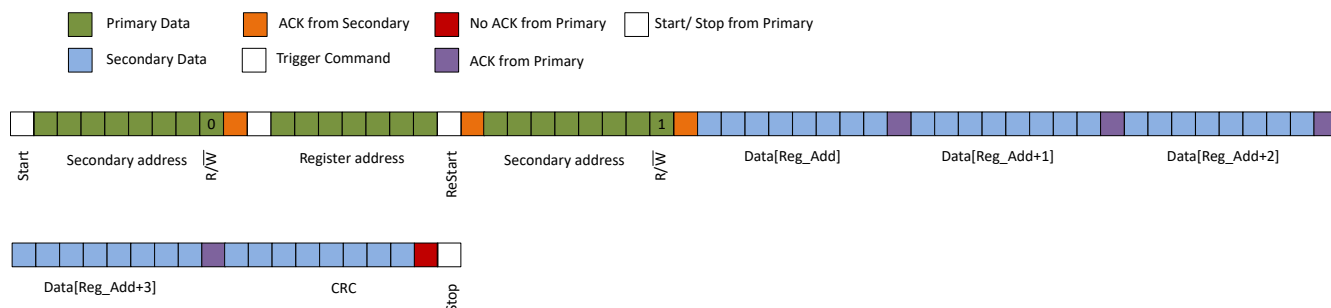 Primary Data
ACK from Secondary
No ACK from Primary
Start/ Stop from Primary
Secondary Data
Trigger Command
ACK from Primary
0
1
Start
Secondary address
R/W
Register address
ReStart
Secondary address
R/W
Data[Reg_Add]
Data[Reg_Add+1]
Data[Reg_Add+2]
Data[Reg_Add+3]
CRC
Stop